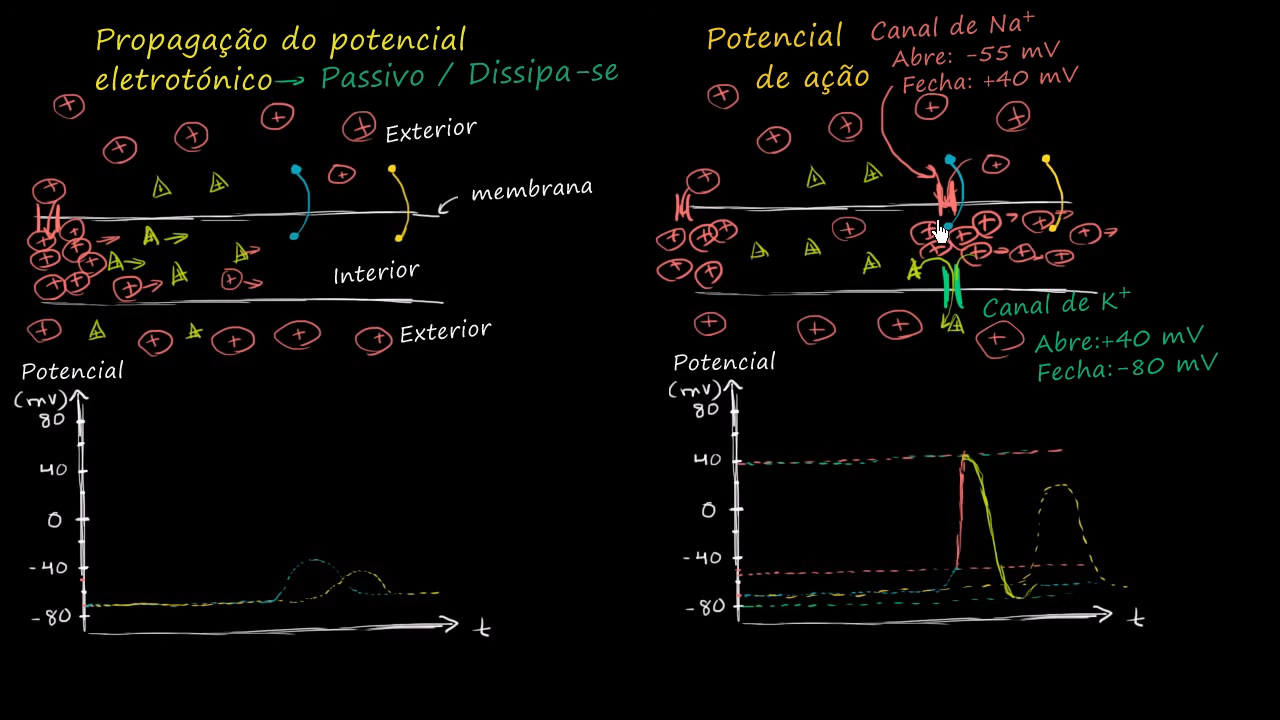 Propagação do potencial
eletrotónico→ Passivo / Dissipa-se
Exterior
membrana
Interior
Exterior
Potencial
(mV)
80
40
0
-40
-80
t
Potencial
de ação
Canal de Na⁺
Abre: -55 mV
Fecha: +40 mV
Canal de K⁺
Abre:+40 mV
Fecha:-80 mV
Potencial
(mV)
80
40
0
-40
-80
t